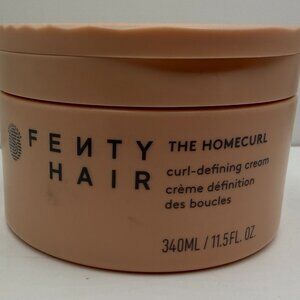 FENTY
HAIR
THE HOMECURL
curl-defining cream
crème définition
des boucles
340ML / 11.5FL. OZ.